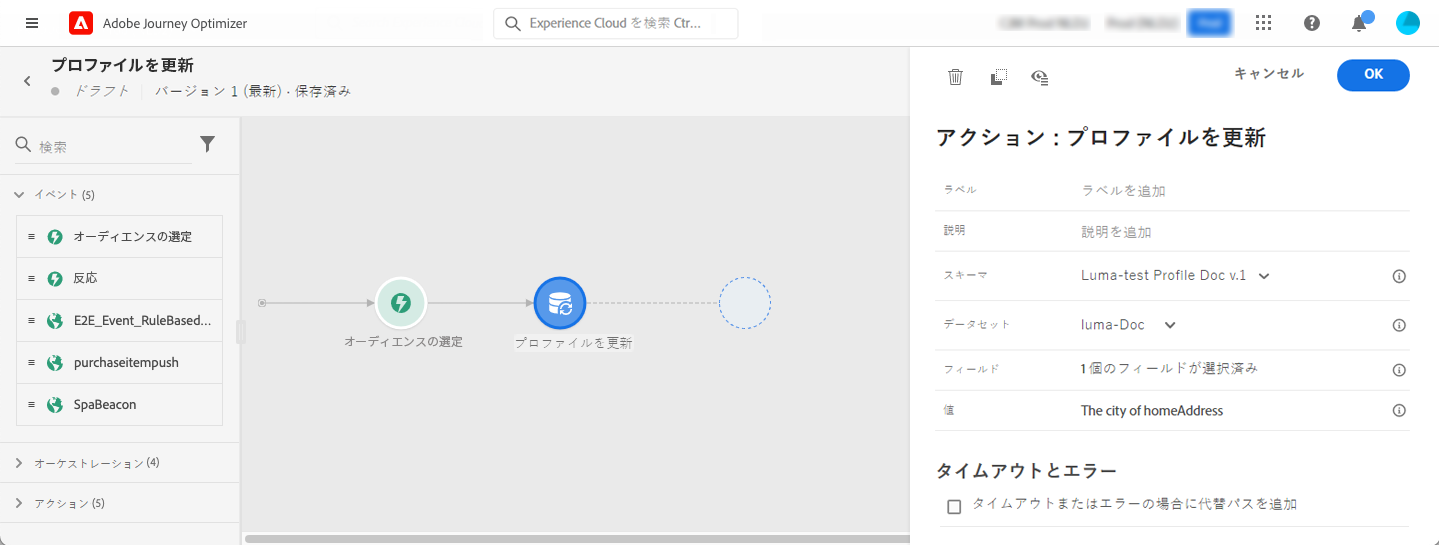 Adobe Journey Optimizer
Experience Cloud を検索 Ctr...
プロファイルを更新
ドラフト バージョン 1 (最新) · 保存済み
検索
イベント (5)
オーディエンスの選定
反応
E2E_Event_RuleBased...
purchaseitempush
SpaBeacon
オーケストレーション (4)
アクション (5)
オーディエンスの選定
プロファイルを更新
キャンセル OK
アクション : プロファイルを更新
ラベル ラベルを追加
説明 説明を追加
スキーマ Luma-test Profile Doc v.1
データセット luma-Doc
フィールド 1 個のフィールドが選択済み
値 The city of homeAddress
タイムアウトとエラー
タイムアウトまたはエラーの場合に代替パスを追加